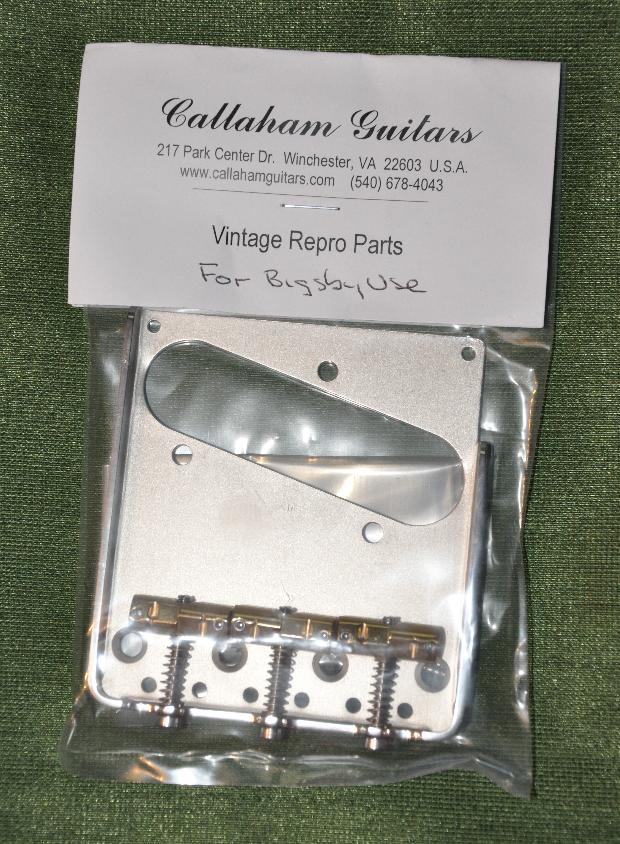 Callaham Guitars
217 Park Center Dr. Winchester, VA 22603 U.S.A.
www.callahamguitars.com (540) 678-4043
Vintage Repro Parts
For Bigsby Use